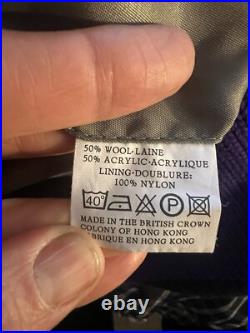 50% WOOL·LAINE
50% ACRYLIC·ACRYLIQUE
LINING·DOUBLURE:
100% NYLON
40° A P
MADE IN THE BRITISH CROWN
COLONY OF HONG KONG
FABRIQUE EN HONG KONG